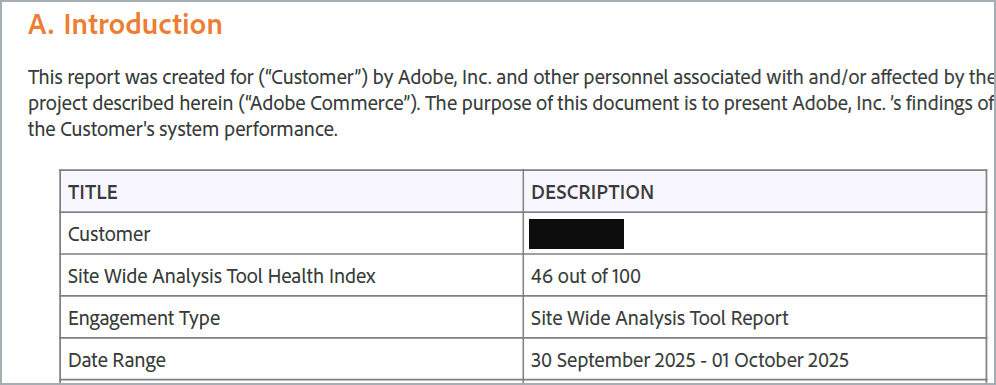 A. Introduction
This report was created for (“Customer”) by Adobe, Inc. and other personnel associated with and/or affected by the
project described herein (“Adobe Commerce”). The purpose of this document is to present Adobe, Inc. ’s findings of
the Customer's system performance.
TITLE DESCRIPTION
Customer
Site Wide Analysis Tool Health Index 46 out of 100
Engagement Type Site Wide Analysis Tool Report
Date Range 30 September 2025 - 01 October 2025